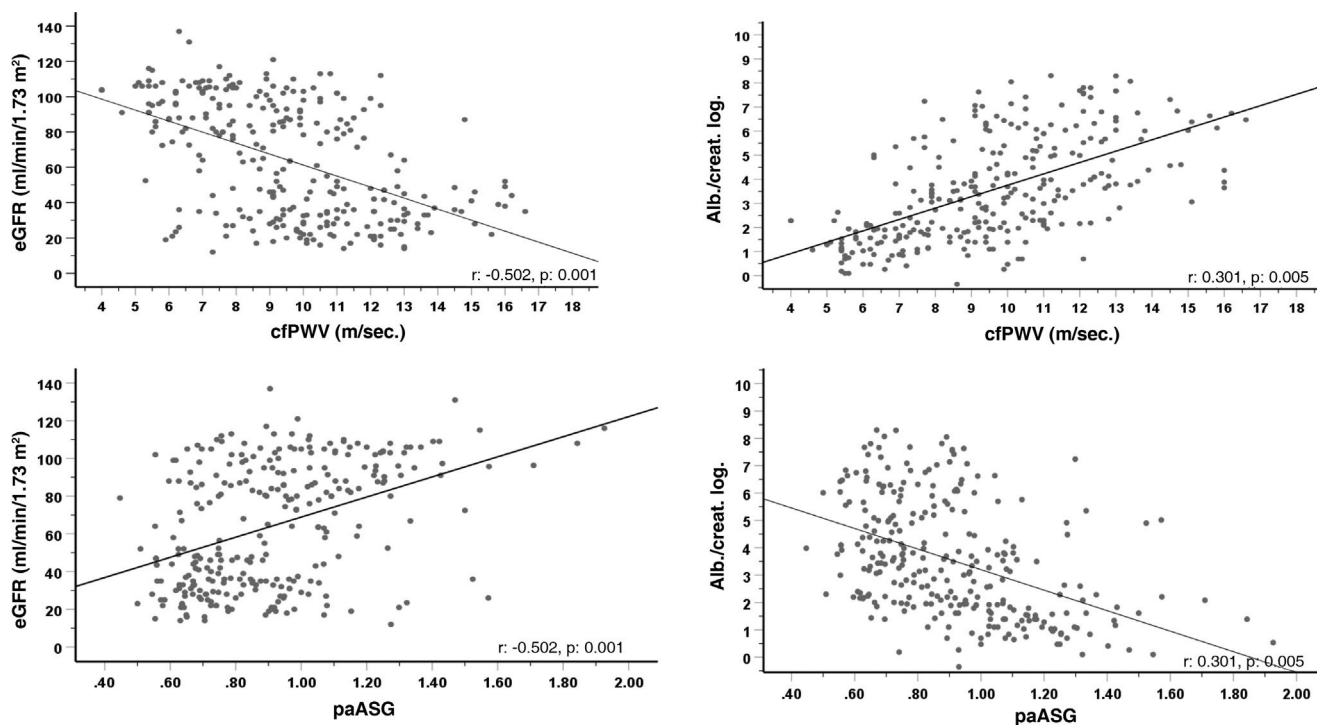 140
120
100
80
60
40
20
0
eGFR (ml/min/1.73 m²)
r: -0.502, p: 0.001
4 5 6 7 8 9 10 11 12 13 14 15 16 17 18
cfPWV (m/sec.)
10
9
8
7
6
5
4
3
2
1
0
Alb./creat. log.
r: 0.301, p: 0.005
4 5 6 7 8 9 10 11 12 13 14 15 16 17 18
cfPWV (m/sec.)
140
120
100
80
60
40
20
0
eGFR (ml/min/1.73 m²)
r: -0.502, p: 0.001
.40 .60 .80 1.00 1.20 1.40 1.60 1.80 2.00
paASG
10
9
8
7
6
5
4
3
2
1
0
Alb./creat. log.
r: 0.301, p: 0.005
.40 .60 .80 1.00 1.20 1.40 1.60 1.80 2.00
paASG